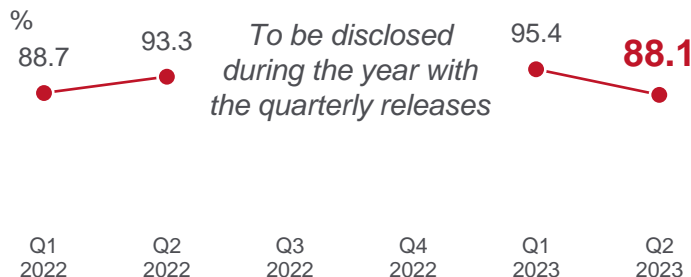 %
88.7
93.3
To be disclosed
during the year with
the quarterly releases
95.4
88.1
Q1
2022
Q2
2022
Q3
2022
Q4
2022
Q1
2023
Q2
2023